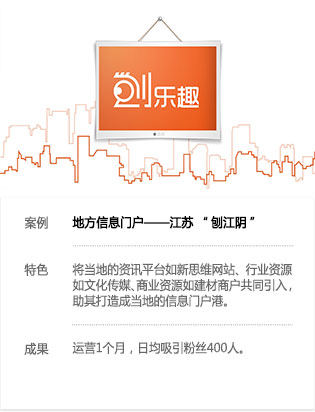 刨乐趣
案例 地方信息门户——江苏 “刨江阴”
特色 将当地的资讯平台如新思维网站、行业资源
如文化传媒、商业资源如建材商户共同引入，
助其打造成当地的信息门户港。
成果 运营1个月，日均吸引粉丝400人。